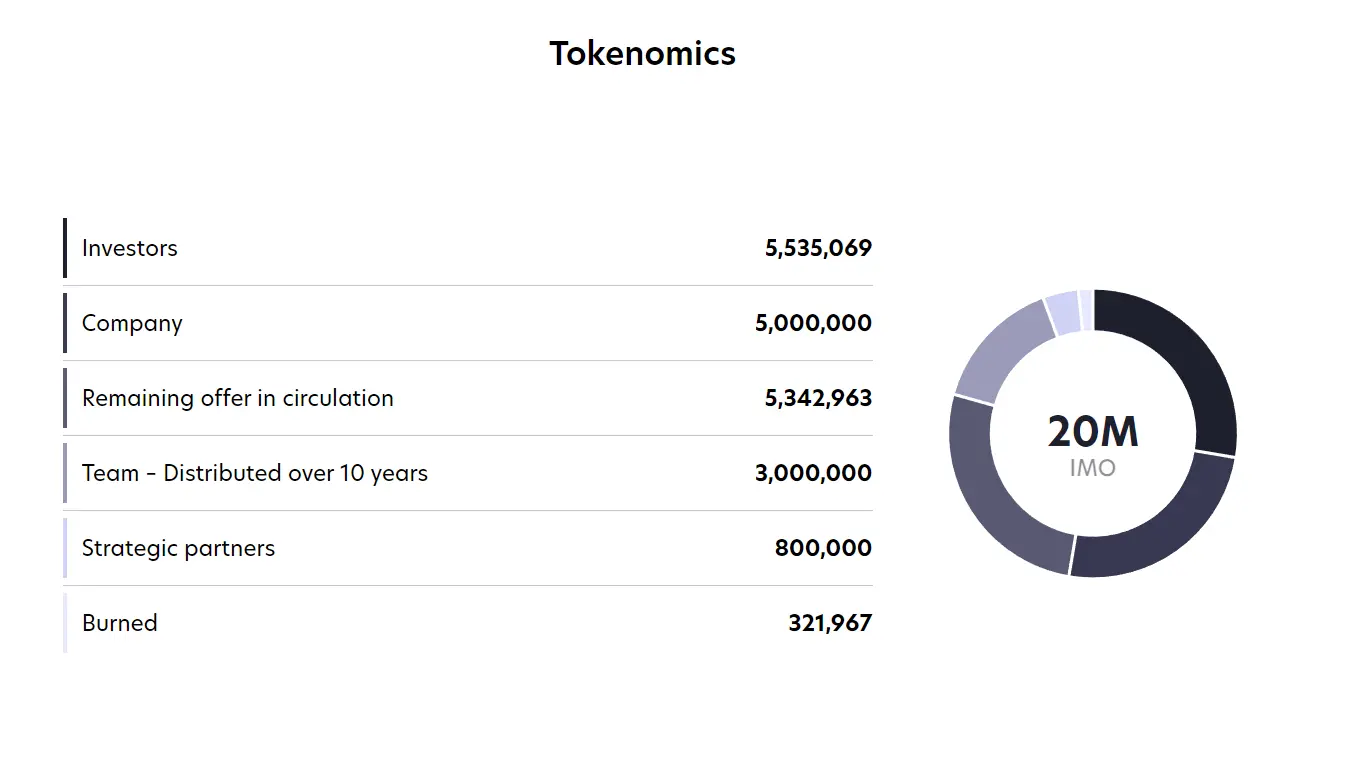 Tokenomics
Investors 5,535,069
Company 5,000,000
Remaining offer in circulation 5,342,963
Team – Distributed over 10 years 3,000,000
Strategic partners 800,000
Burned 321,967
20M
IMO